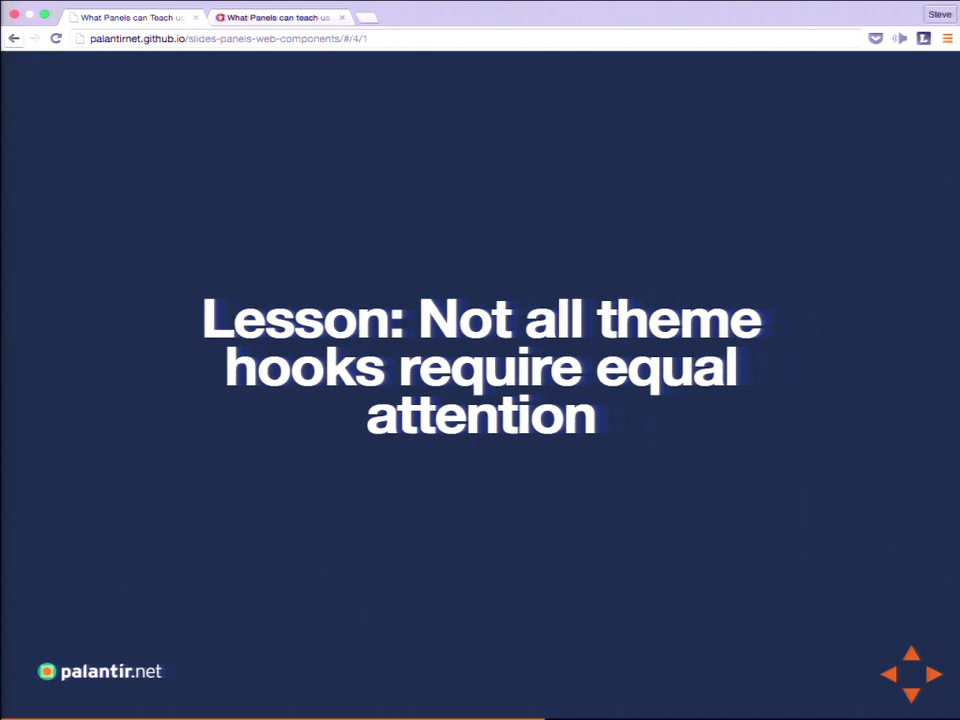 What Panels can Teach us
What Panels can teach us
Steve
palantirnet.github.io/slides-panels-web-components/#/4/1
L
Lesson: Not all theme
hooks require equal
attention
palantir.net